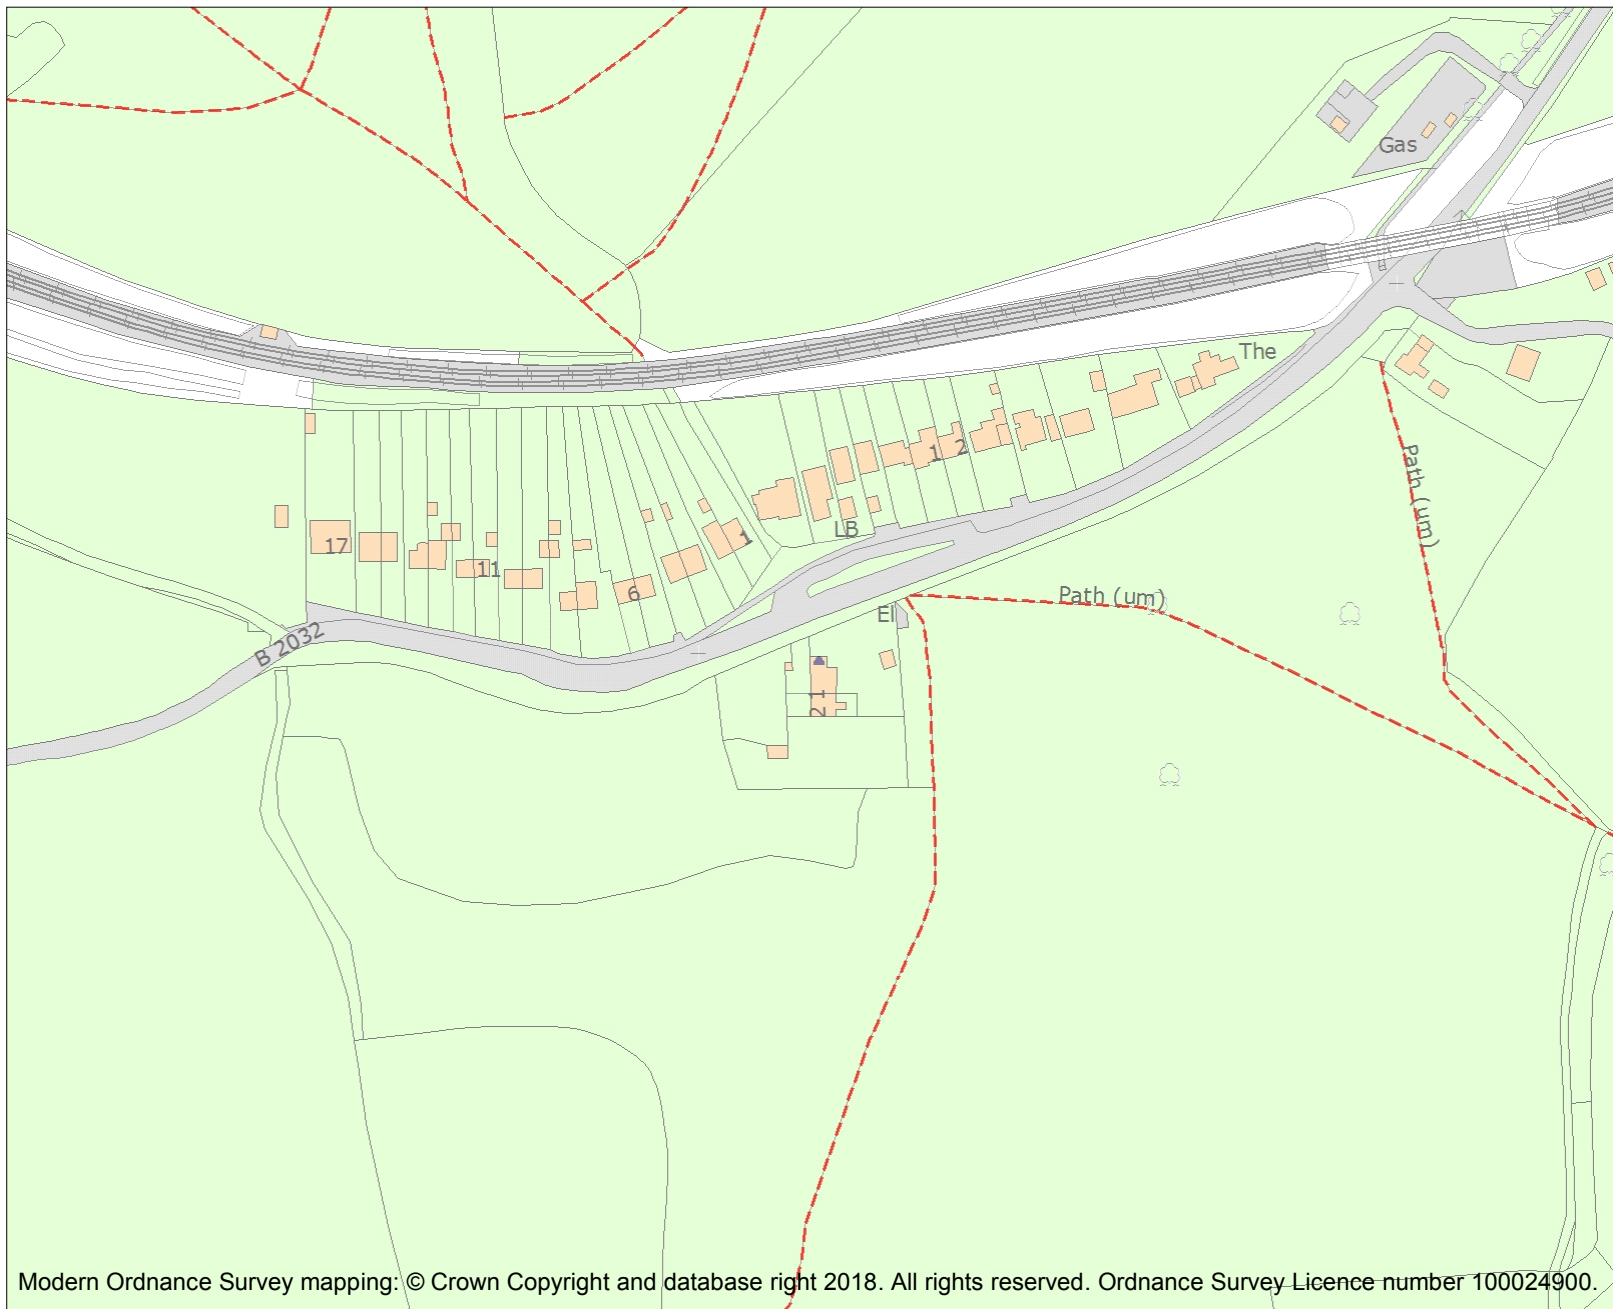 Gas
The
1
2
Path (um)
LB
17
11
1
6
Path (um)
El
B 2032
1
2
Modern Ordnance Survey mapping: © Crown Copyright and database right 2018. All rights reserved. Ordnance Survey Licence number 100024900.